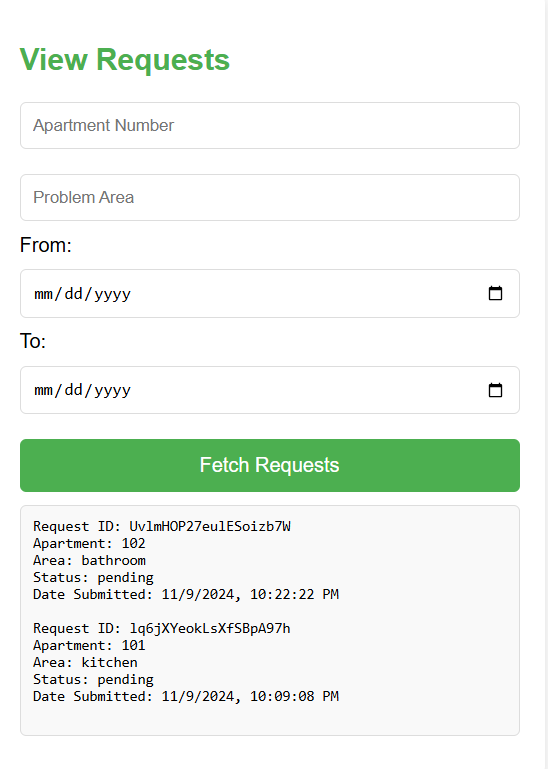 View Requests
Apartment Number
Problem Area
From:
mm/dd/yyyy
To:
mm/dd/yyyy
Fetch Requests
Request ID: UvlmHOP27eulESoizb7W
Apartment: 102
Area: bathroom
Status: pending
Date Submitted: 11/9/2024, 10:22:22 PM
Request ID: lq6jXYeokLsXfSBpA97h
Apartment: 101
Area: kitchen
Status: pending
Date Submitted: 11/9/2024, 10:09:08 PM